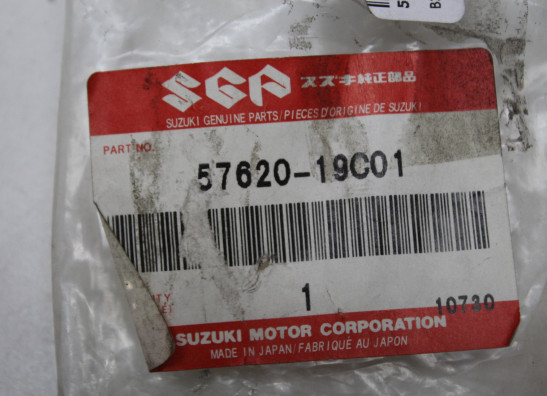 SGP スズキ純正部品
SUZUKI GENUINE PARTS/PIECES D'ORIGINE DE SUZUKI
PART NO.
57620-19C01
1
10730
SUZUKI MOTOR CORPORATION
MADE IN JAPAN/FABRIQUÉ AU JAPON